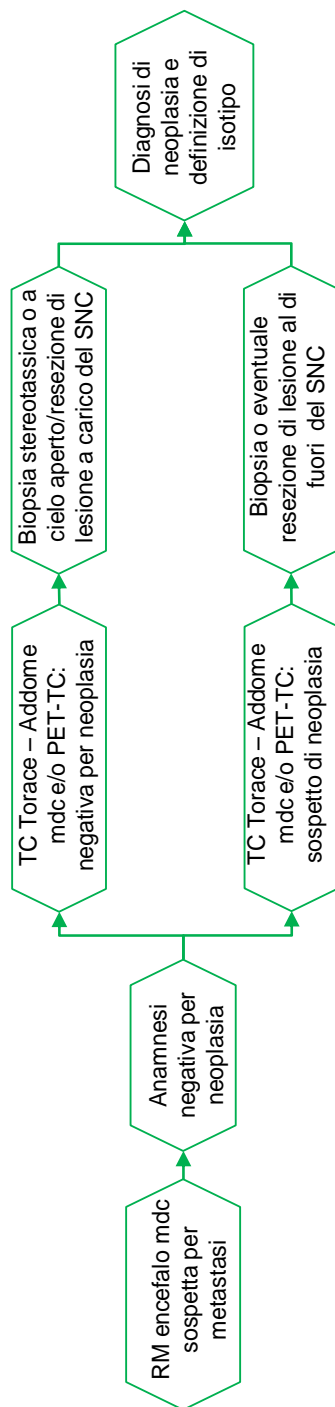 RM encefalo mdc
sospetta per
metastasi
Anamnesi
negativa per
neoplasia
TC Torace – Addome
mdc e/o PET-TC:
negativa per neoplasia
Biopsia stereotassica o a
cielo aperto/resezione di
lesione a carico del SNC
TC Torace – Addome
mdc e/o PET-TC:
sospetto di neoplasia
Biopsia o eventuale
resezione di lesione al di
fuori del SNC
Diagnosi di
neoplasia e
definizione di
isotipo